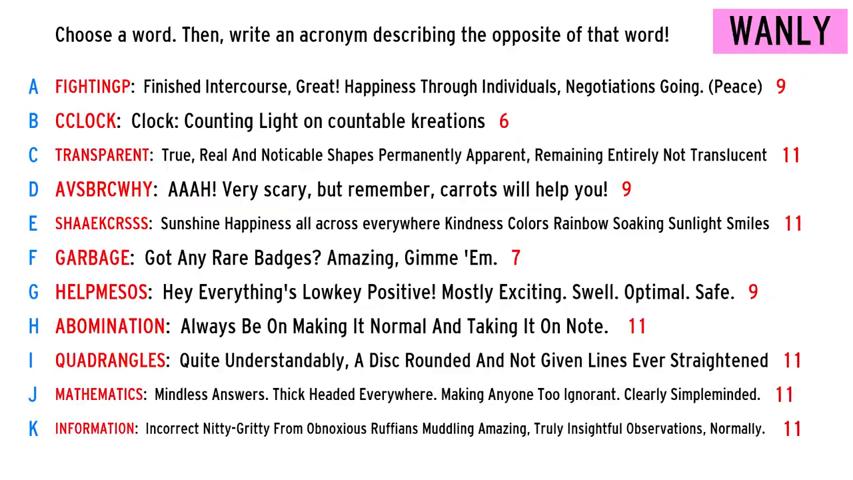 Choose a word. Then, write an acronym describing the opposite of that word!
WANLY
A FIGHTINGP: Finished Intercourse, Great! Happiness Through Individuals, Negotiations Going. (Peace) 9
B CCLOCK: Clock: Counting Light on countable kreations 6
C TRANSPARENT: True, Real And Noticable Shapes Permanently Apparent, Remaining Entirely Not Translucent 11
D AVSBRCWHY: AAAH! Very scary, but remember, carrots will help you! 9
E SHAAEKCRSSS: Sunshine Happiness all across everywhere Kindness Colors Rainbow Soaking Sunlight Smiles 11
F GARBAGE: Got Any Rare Badges? Amazing, Gimme 'Em. 7
G HELPMESOS: Hey Everything's Lowkey Positive! Mostly Exciting. Swell. Optimal. Safe. 9
H ABOMINATION: Always Be On Making It Normal And Taking It On Note. 11
I QUADRANGLES: Quite Understandably, A Disc Rounded And Not Given Lines Ever Straightened 11
J MATHEMATICS: Mindless Answers. Thick Headed Everywhere. Making Anyone Too Ignorant. Clearly Simpleminded. 11
K INFORMATION: Incorrect Nitty-Gritty From Obnoxious Ruffians Muddling Amazing, Truly Insightful Observations, Normally. 11